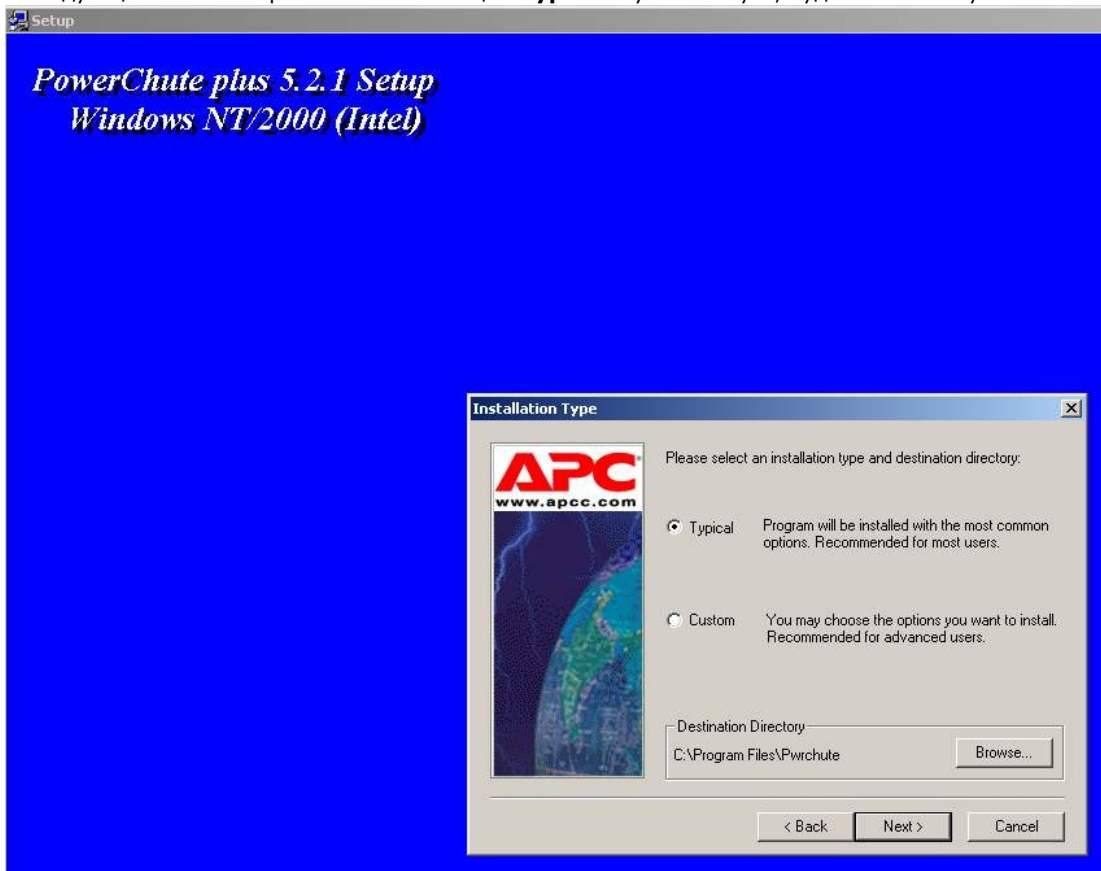 Setup
PowerChute plus 5.2.1 Setup
Windows NT/2000 (Intel)
Installation Type
APC
www.apcc.com
Please select an installation type and destination directory:
Typical
Program will be installed with the most common
options. Recommended for most users.
Custom
You may choose the options you want to install.
Recommended for advanced users.
Destination Directory
C:\Program Files\Pwrchute
Browse...
< Back
Next >
Cancel